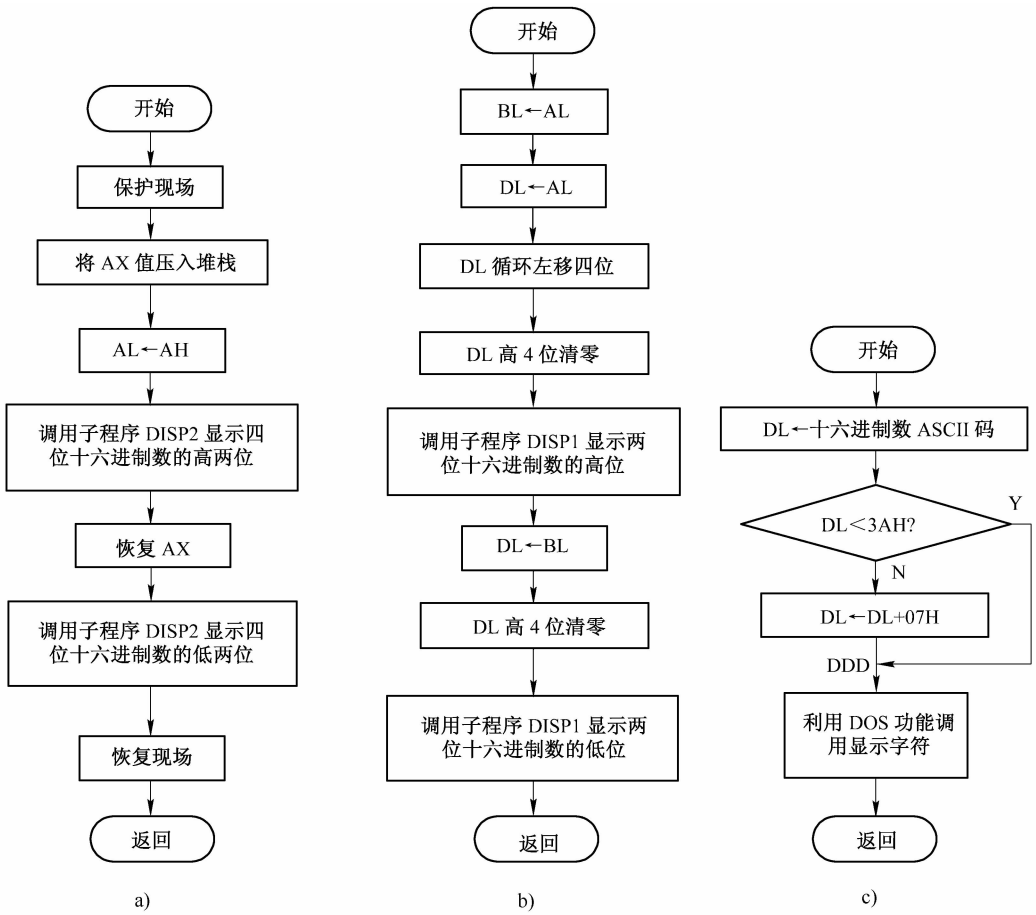 开始
保护现场
将 AX 值压入堆栈
AL←AH
调用子程序 DISP2 显示四
位十六进制数的高两位
恢复 AX
调用子程序 DISP2 显示四
位十六进制数的低两位
恢复现场
返回
a)
开始
BL←AL
DL←AL
DL 循环左移四位
DL 高 4 位清零
调用子程序 DISP1 显示两
位十六进制数的高位
DL←BL
DL 高 4 位清零
调用子程序 DISP1 显示两
位十六进制数的低位
返回
b)
开始
DL←十六进制数 ASCII 码
DL<3AH?
Y
N
DL←DL+07H
DDD
利用 DOS 功能调
用显示字符
返回
c)